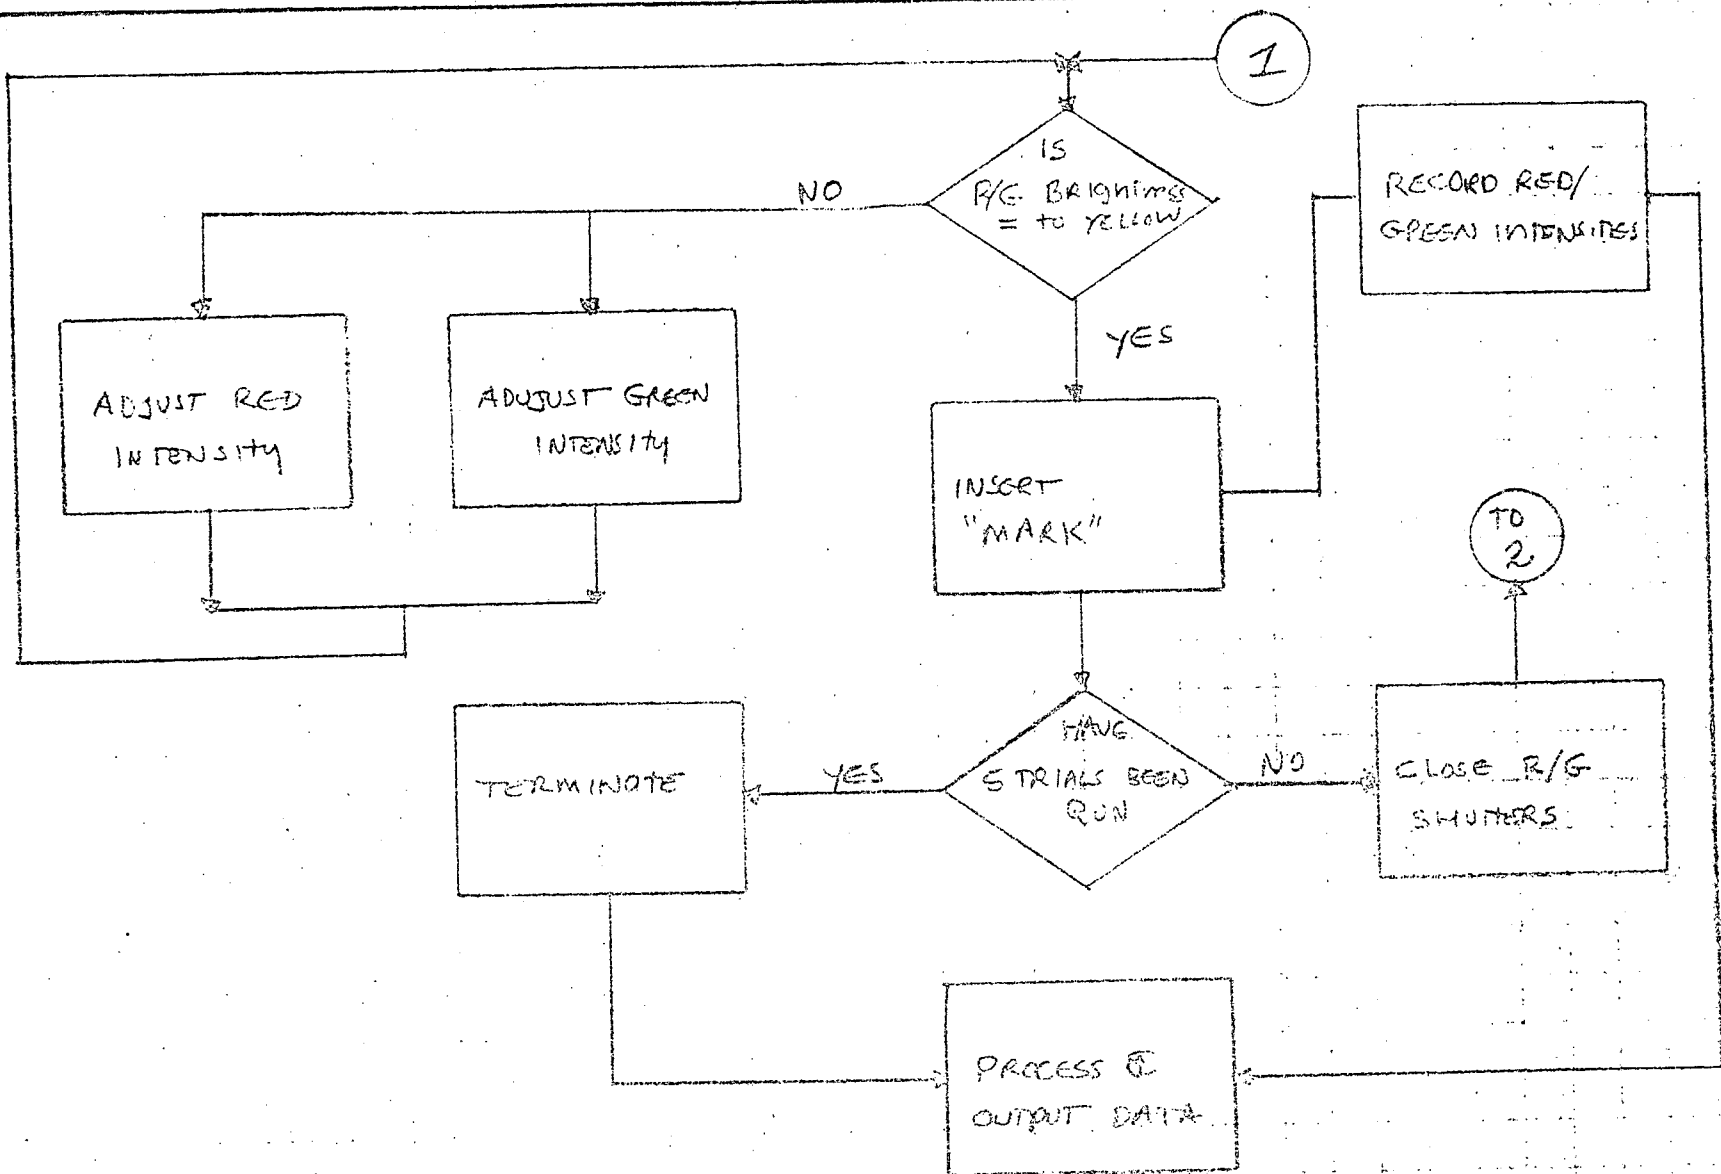 1
IS
R/G BRIGHTNESS
= TO YELLOW
NO
YES
RECORD RED/
GREEN INTENSITIES
ADJUST RED
INTENSITY
ADUJUST GREEN
INTENSITY
INSERT
"MARK"
TO
2
HAVE
5 TRIALS BEEN
RUN
YES
NO
TERMINATE
CLOSE R/G
SHUTTERS
PROCESS &
OUTPUT DATA